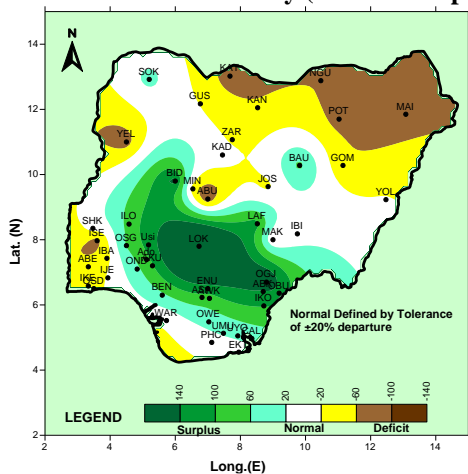 N
SOK
KAT
NGU
GUS
KAN
POT
MAI
YEL
ZAR
KAD
BAU
GOM
BID
MIN
ABU
JOS
YOL
SHK
ISE
ILO
OSG
Usi
LOK
LAF
MAK
IBI
IBA
ABE
IJE
OND
IKE
BEN
ENU
OGJ
OBU
IKO
WAR
OWE
UMU
UYO
CAL
PHC
EKT
Normal Defined by Tolerance
of ±20% departure
LEGEND
140
100
60
20
-20
-60
-100
-140
Surplus
Normal
Deficit
Lat. (N)
14
12
10
8
6
4
2
2
4
6
8
10
12
14
Long.(E)